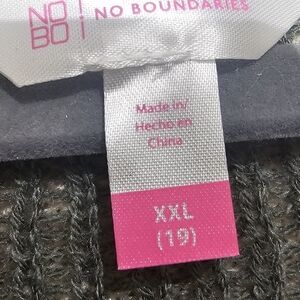 NO
BO
NO BOUNDARIES
Made in/
Hecho en
China
XXL
(19)